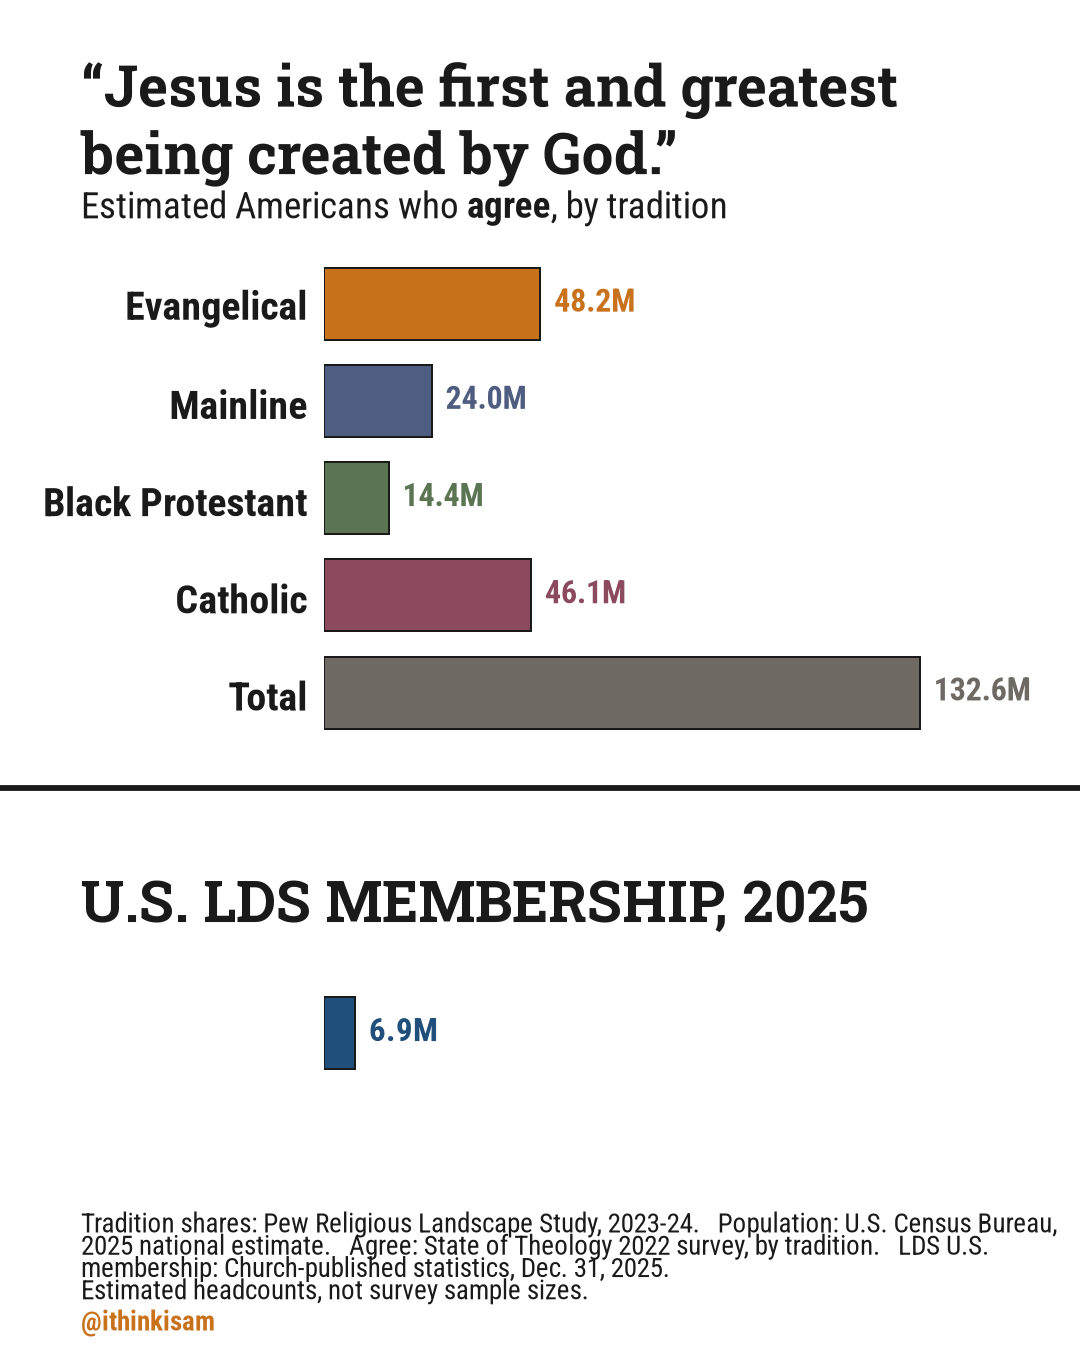 “Jesus is the first and greatest
being created by God.”
Estimated Americans who agree, by tradition
Evangelical 48.2M
Mainline 24.0M
Black Protestant 14.4M
Catholic 46.1M
Total 132.6M
U.S. LDS MEMBERSHIP, 2025
6.9M
Tradition shares: Pew Religious Landscape Study, 2023-24. Population: U.S. Census Bureau,
2025 national estimate. Agree: State of Theology 2022 survey, by tradition. LDS U.S.
membership: Church-published statistics, Dec. 31, 2025.
Estimated headcounts, not survey sample sizes.
@ithinkisam